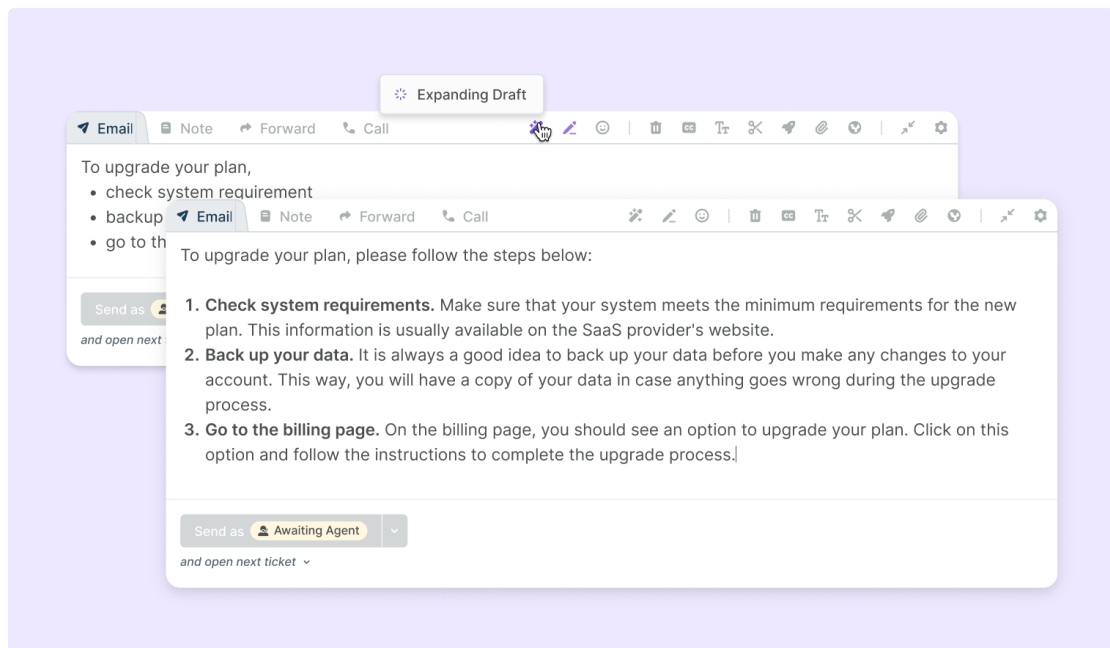 Expanding Draft
Email Note Forward Call
To upgrade your plan,
• check system requirement
• backup
• go to th
Send as
and open next
Email Note Forward Call
To upgrade your plan, please follow the steps below:
1. Check system requirements. Make sure that your system meets the minimum requirements for the new
plan. This information is usually available on the SaaS provider's website.
2. Back up your data. It is always a good idea to back up your data before you make any changes to your
account. This way, you will have a copy of your data in case anything goes wrong during the upgrade
process.
3. Go to the billing page. On the billing page, you should see an option to upgrade your plan. Click on this
option and follow the instructions to complete the upgrade process.
Send as Awaiting Agent
and open next ticket